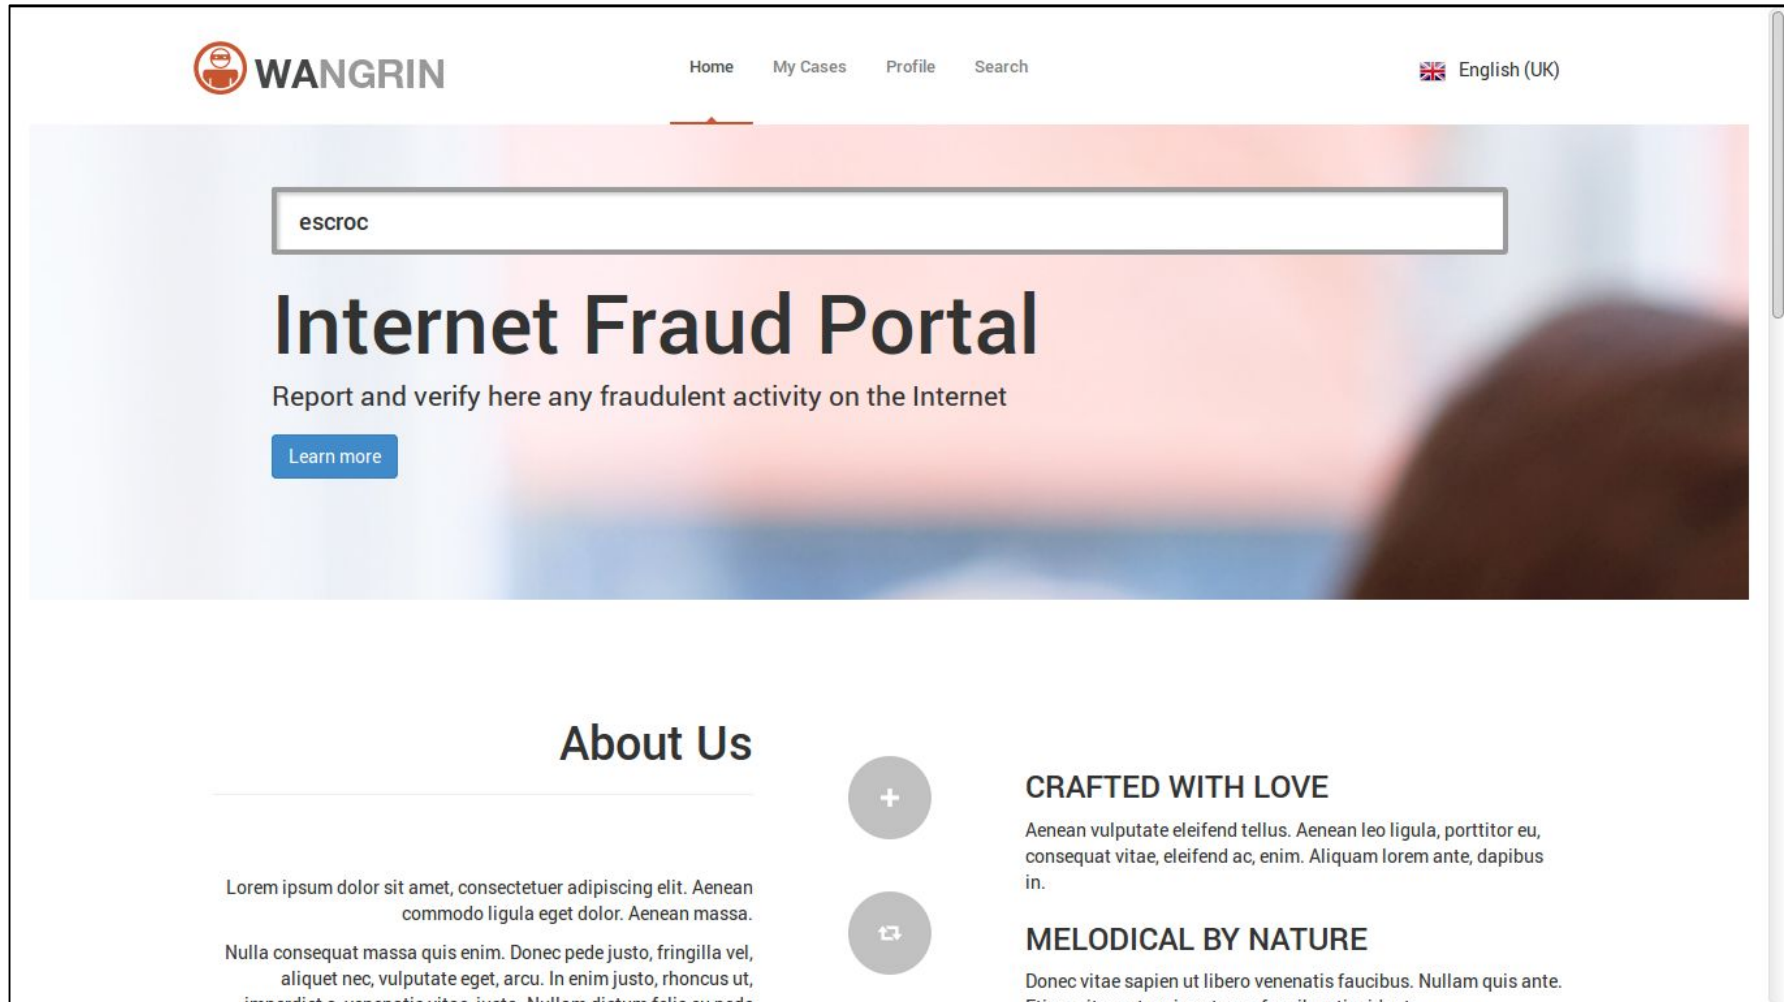 WANGRIN
Home My Cases Profile Search
English (UK)
escroc
Internet Fraud Portal
Report and verify here any fraudulent activity on the Internet
Learn more
About Us
Lorem ipsum dolor sit amet, consectetuer adipiscing elit. Aenean
commodo ligula eget dolor. Aenean massa.
Nulla consequat massa quis enim. Donec pede justo, fringilla vel,
aliquet nec, vulputate eget, arcu. In enim justo, rhoncus ut,
CRAFTED WITH LOVE
Aenean vulputate eleifend tellus. Aenean leo ligula, porttitor eu,
consequat vitae, eleifend ac, enim. Aliquam lorem ante, dapibus
in.
MELODICAL BY NATURE
Donec vitae sapien ut libero venenatis faucibus. Nullam quis ante.